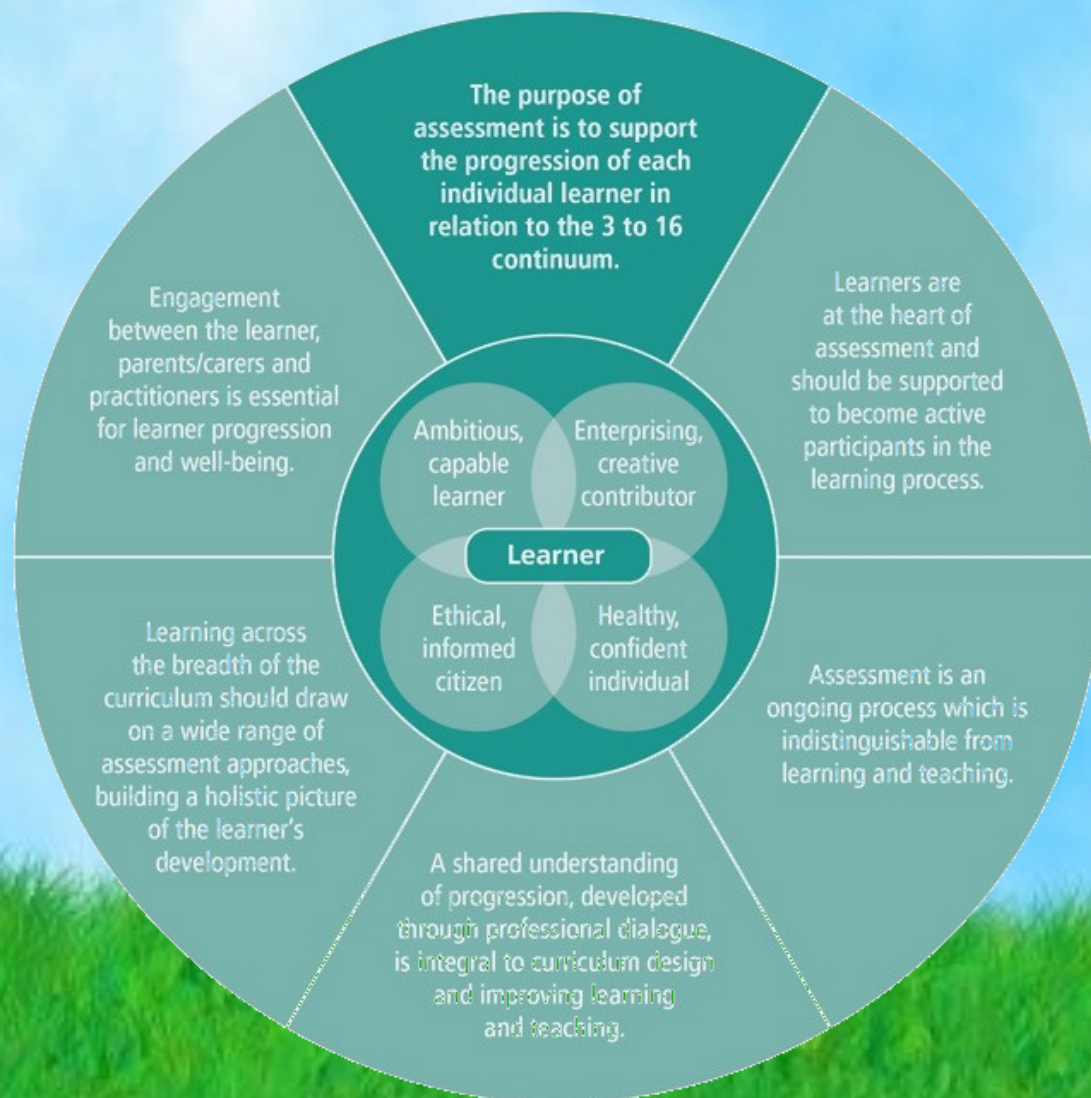 The purpose of
assessment is to support
the progression of each
individual learner in
relation to the 3 to 16
continuum.
Learners are
at the heart of
assessment and
should be supported
to become active
participants in the
learning process.
Assessment is an
ongoing process which is
indistinguishable from
learning and teaching.
A shared understanding
of progression, developed
through professional dialogue,
is integral to curriculum design
and improving learning
and teaching.
Learning across
the breadth of the
curriculum should draw
on a wide range of
assessment approaches,
building a holistic picture
of the learner's
development.
Engagement
between the learner,
parents/carers and
practitioners is essential
for learner progression
and well-being.
Ambitious,
capable
learner
Enterprising,
creative
contributor
Learner
Ethical,
informed
citizen
Healthy,
confident
individual